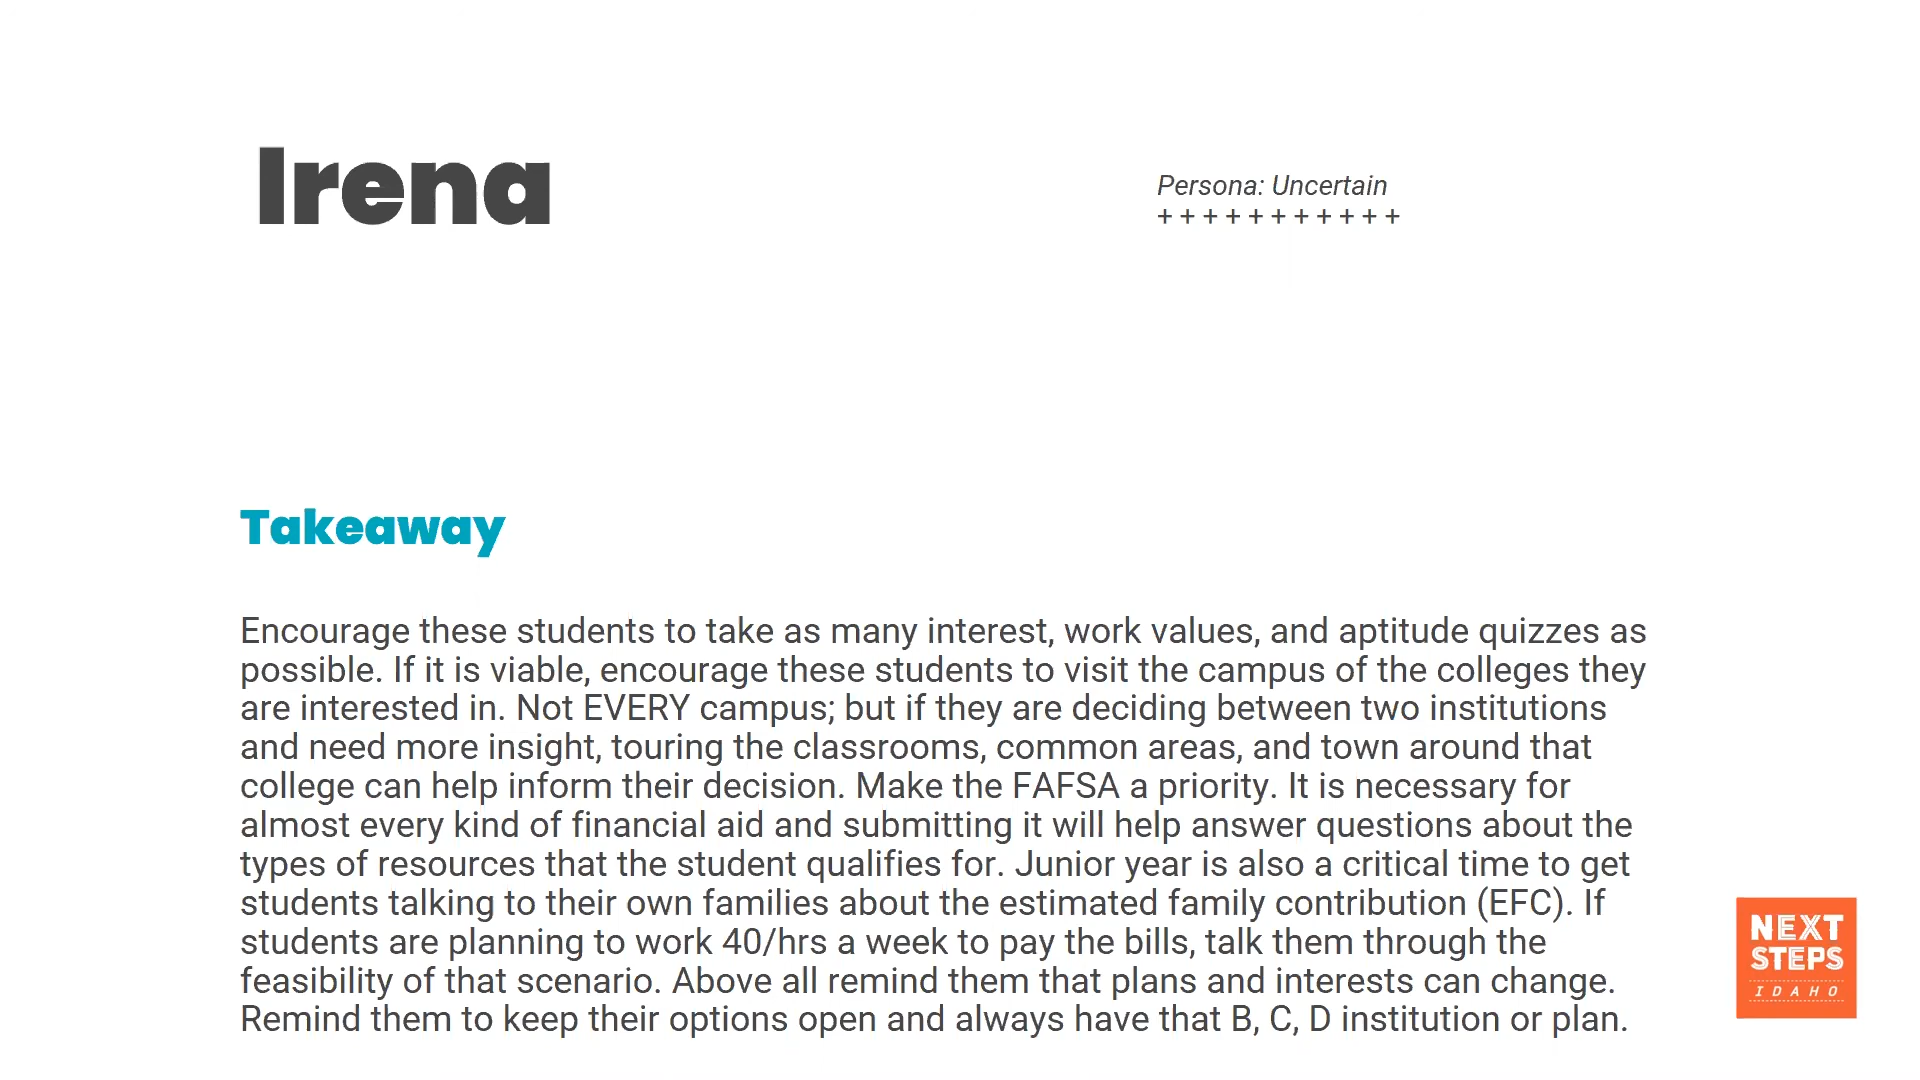 Irena
Persona: Uncertain
+ + + + + + + + + + +
Takeaway
Encourage these students to take as many interest, work values, and aptitude quizzes as
possible. If it is viable, encourage these students to visit the campus of the colleges they
are interested in. Not EVERY campus; but if they are deciding between two institutions
and need more insight, touring the classrooms, common areas, and town around that
college can help inform their decision. Make the FAFSA a priority. It is necessary for
almost every kind of financial aid and submitting it will help answer questions about the
types of resources that the student qualifies for. Junior year is also a critical time to get
students talking to their own families about the estimated family contribution (EFC). If
students are planning to work 40/hrs a week to pay the bills, talk them through the
feasibility of that scenario. Above all remind them that plans and interests can change.
Remind them to keep their options open and always have that B, C, D institution or plan.
NEXT
STEPS
IDAHO